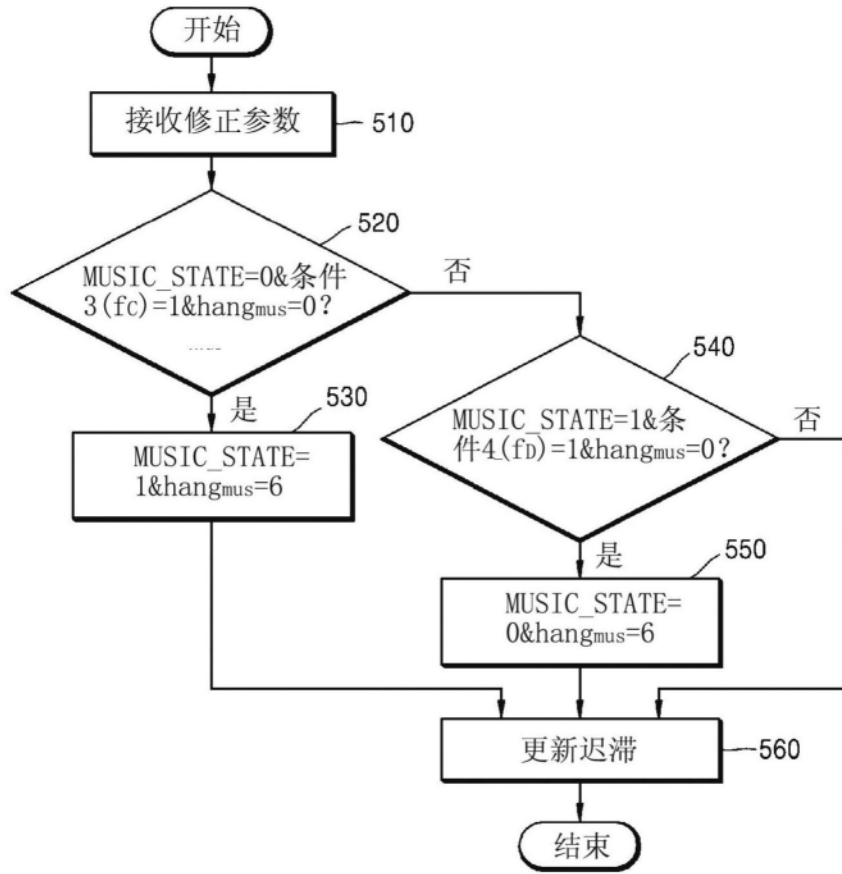 开始
接收修正参数
510
520
MUSIC_STATE=0&条件
3(fC)=1&hangmus=0?
否
是
530
MUSIC_STATE=
1&hangmus=6
540
MUSIC_STATE=1&条
件4(fD)=1&hangmus=0?
否
是
550
MUSIC_STATE=
0&hangmus=6
更新迟滞
560
结束